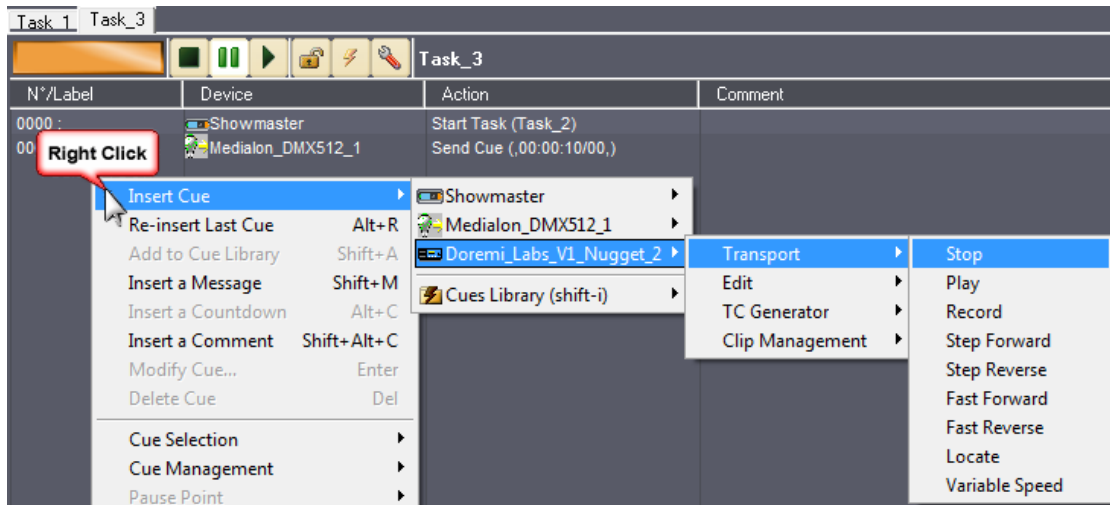 Task_1 Task_3
Task_3
N°/Label Device Action Comment
0000 : Showmaster Start Task (Task_2)
00 Medialon_DMX512_1 Send Cue (,00:00:10/00,)
Right Click
Insert Cue
Re-insert Last Cue Alt+R
Add to Cue Library Shift+A
Insert a Message Shift+M
Insert a Countdown Alt+C
Insert a Comment Shift+Alt+C
Modify Cue... Enter
Delete Cue Del
Cue Selection
Cue Management
Pause Point
Showmaster
Medialon_DMX512_1
Doremi_Labs_V1_Nugget_2
Cues Library (shift-i)
Transport
Edit
TC Generator
Clip Management
Stop
Play
Record
Step Forward
Step Reverse
Fast Forward
Fast Reverse
Locate
Variable Speed